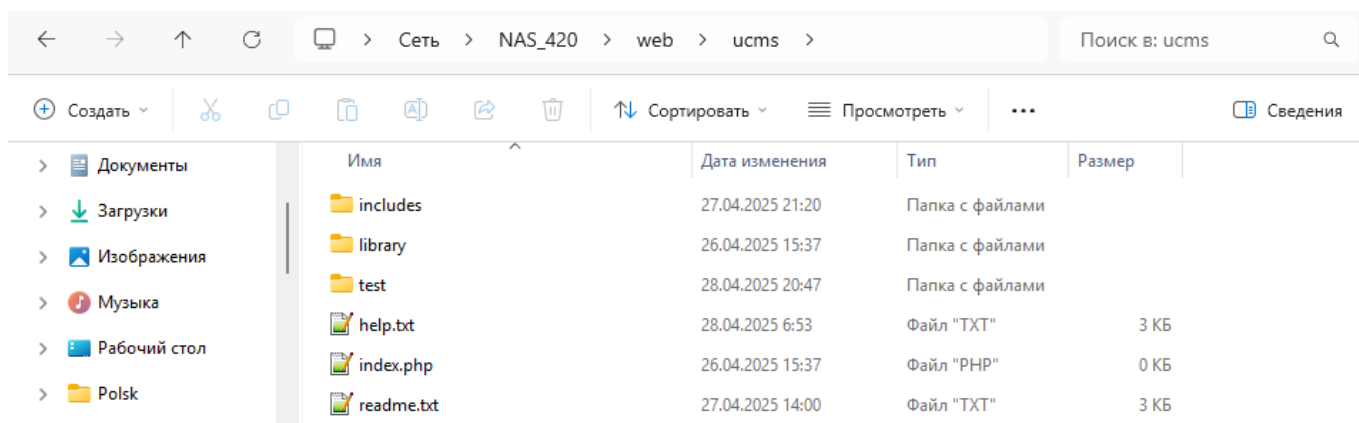 Сеть > NAS_420 > web > ucms >
Поиск в: ucms
Создать
Сортировать
Просмотреть
Сведения
Имя
Дата изменения
Тип
Размер
Документы
Загрузки
Изображения
Музыка
Рабочий стол
Polsk
includes 27.04.2025 21:20 Папка с файлами
library 26.04.2025 15:37 Папка с файлами
test 28.04.2025 20:47 Папка с файлами
help.txt 28.04.2025 6:53 Файл "TXT" 3 КБ
index.php 26.04.2025 15:37 Файл "PHP" 0 КБ
readme.txt 27.04.2025 14:00 Файл "TXT" 3 КБ